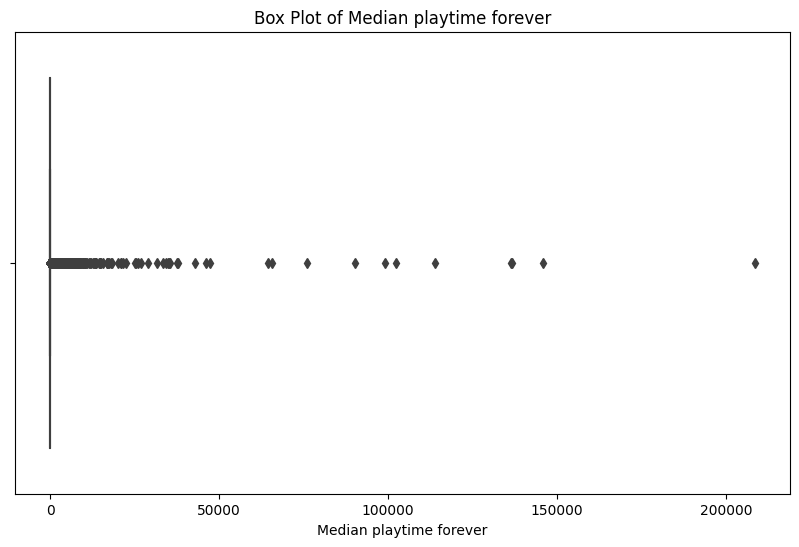 Box Plot of Median playtime forever
0 50000 100000 150000 200000
Median playtime forever